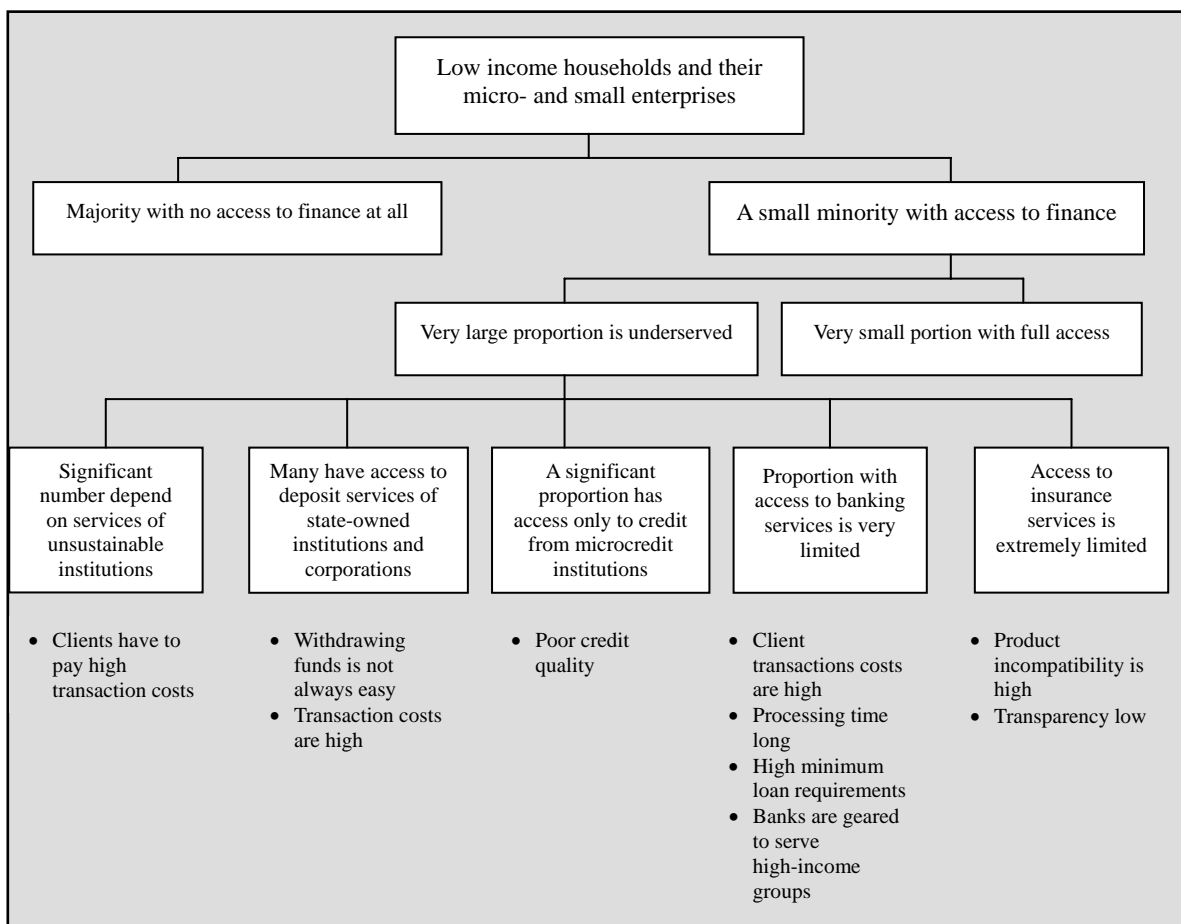 Low income households and their
micro- and small enterprises
Majority with no access to finance at all
A small minority with access to finance
Very large proportion is underserved
Very small portion with full access
Significant
number depend
on services of
unsustainable
institutions
Many have access to
deposit services of
state-owned
institutions and
corporations
A significant
proportion has
access only to credit
from microcredit
institutions
Proportion with
access to banking
services is very
limited
Access to
insurance
services is
extremely limited
• Clients have to
pay high
transaction costs
• Withdrawing
funds is not
always easy
• Transaction costs
are high
• Poor credit
quality
• Client
transactions costs
are high
• Processing time
long
• High minimum
loan requirements
• Banks are geared
to serve
high-income
groups
• Product
incompatibility is
high
• Transparency low